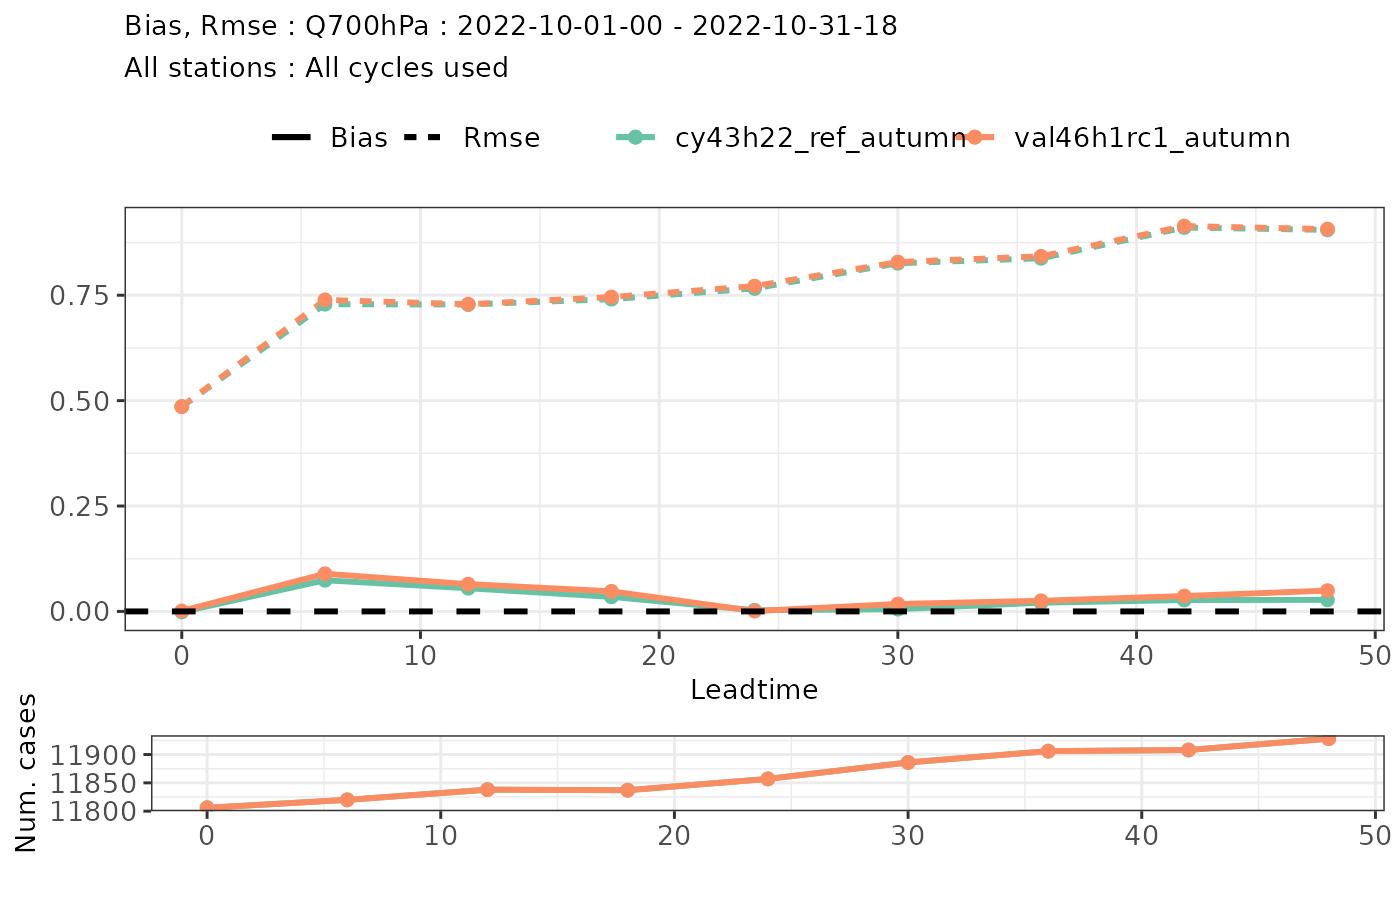 Bias, Rmse : Q700hPa : 2022-10-01-00 - 2022-10-31-18
All stations : All cycles used
Bias Rmse cy43h22_ref_autumn val46h1rc1_autumn
0.75
0.50
0.25
0.00
0 10 20 30 40 50
Leadtime
Num. cases
11900
11850
11800
0 10 20 30 40 50